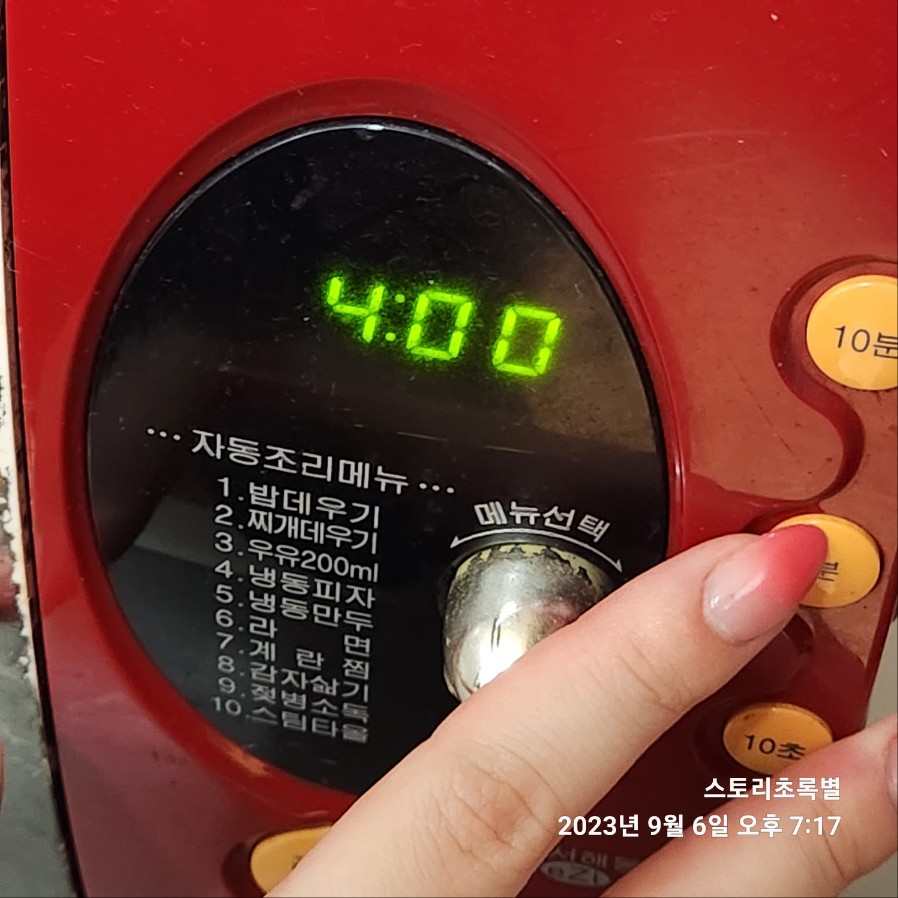 4:00
10분
··· 자동조리메뉴 ···
1.밥데우기
2.찌개데우기
3.우유200ml
4.냉동피자
5.냉동만두
6.라면
7.계란찜
8.감자삶기
9.젖병소독
10.스팀타올
메뉴선택
분
10초
스토리초록별
2023년 9월 6일 오후 7:17